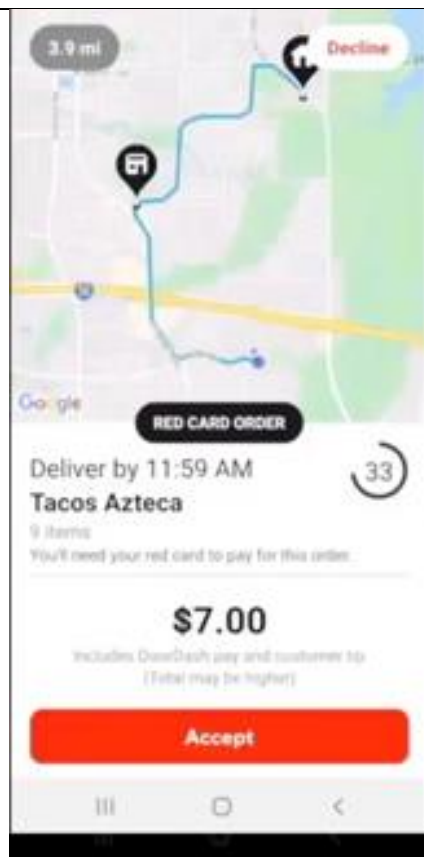 3.9 mi
Decline
Google
RED CARD ORDER
Deliver by 11:59 AM
33
Tacos Azteca
9 items
You'll need your red card to pay for this order.
$7.00
Includes DoorDash pay and customer tip
(Total may be higher)
Accept